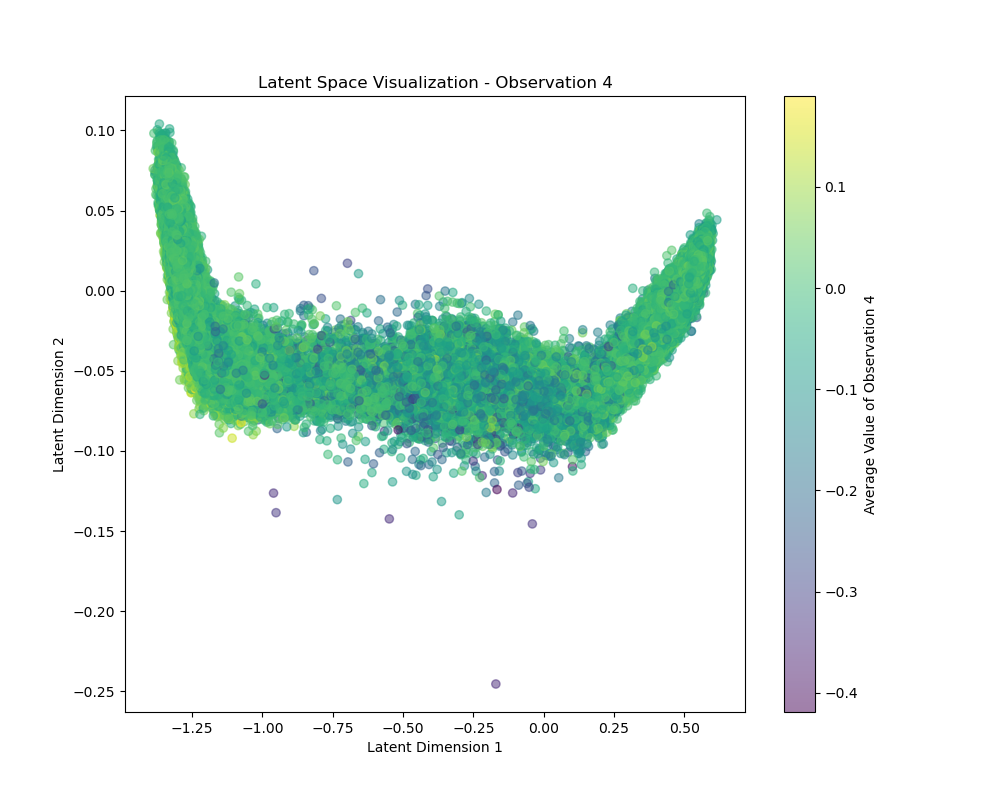 Latent Space Visualization - Observation 4
0.10
0.05
0.00
−0.05
−0.10
−0.15
−0.20
−0.25
Latent Dimension 2
−1.25 −1.00 −0.75 −0.50 −0.25 0.00 0.25 0.50
Latent Dimension 1
0.1
0.0
−0.1
−0.2
−0.3
−0.4
Average Value of Observation 4